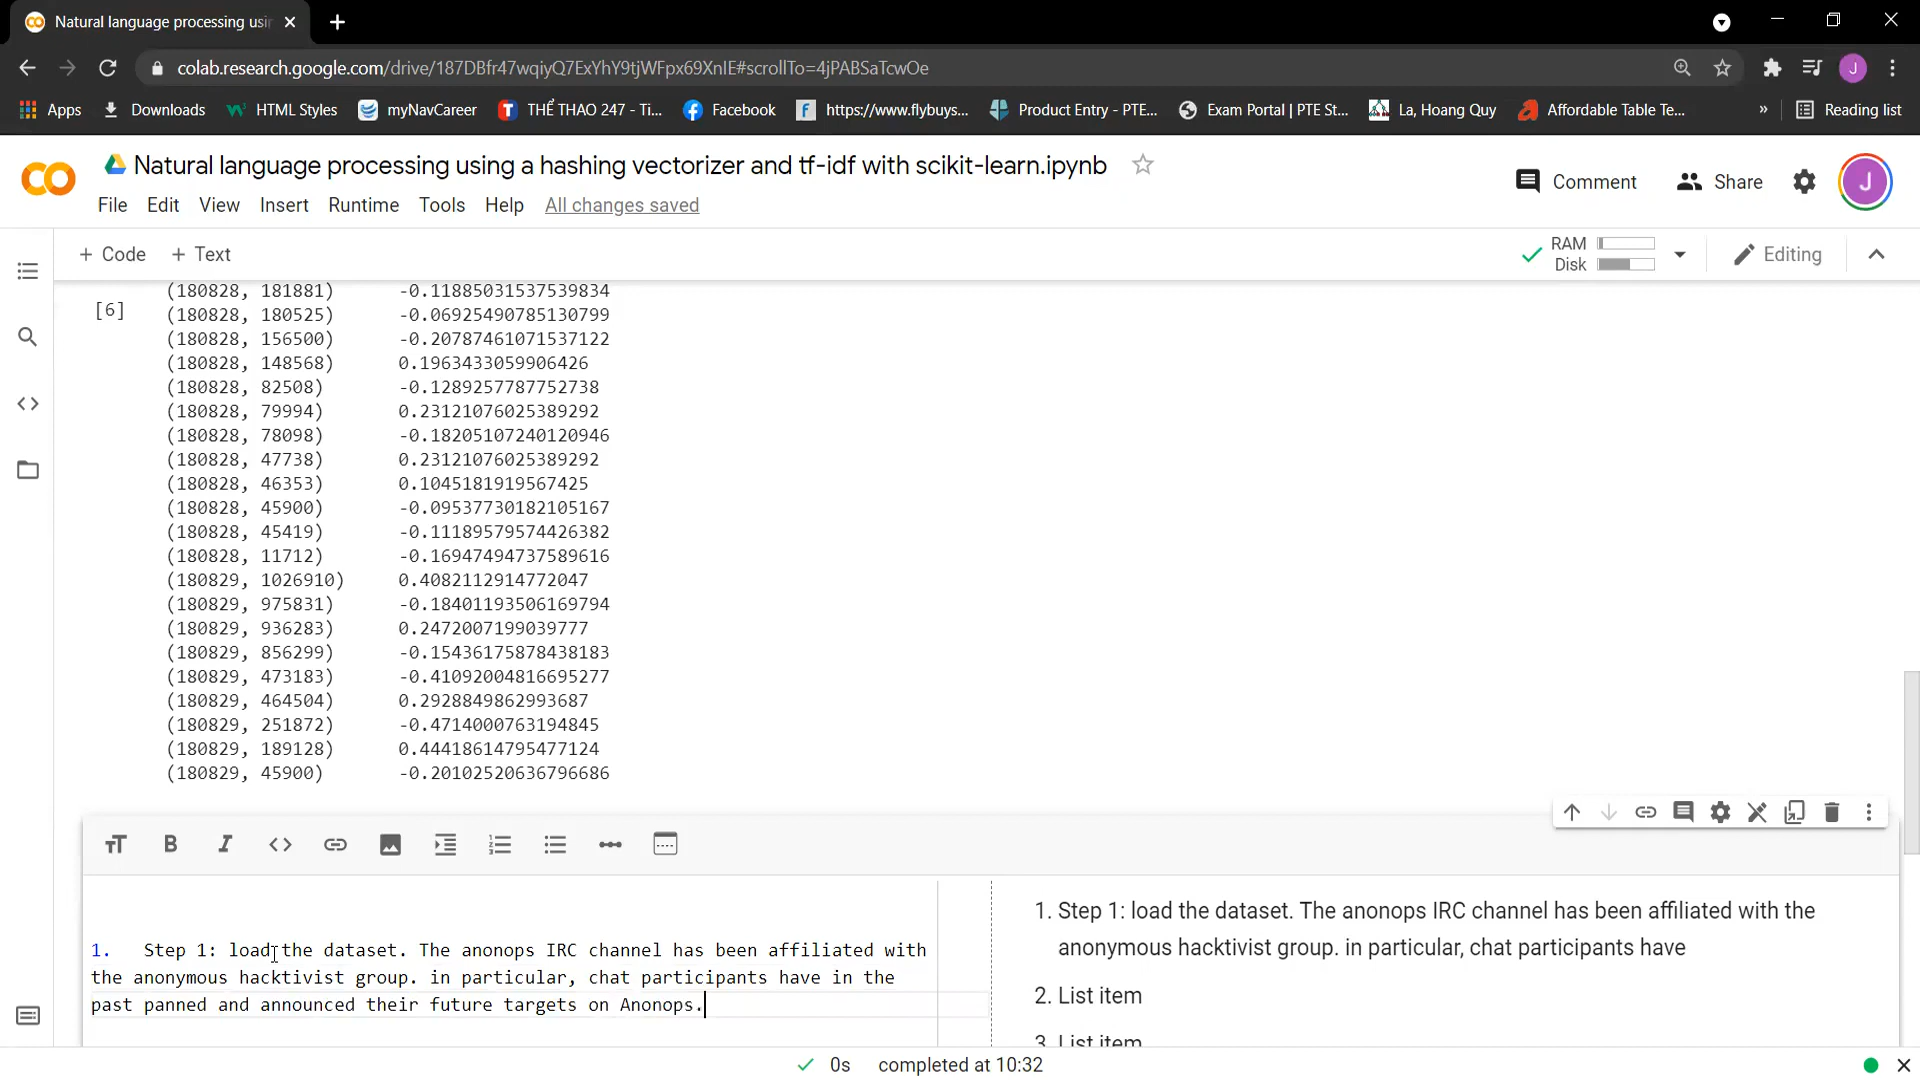 Natural language processing usin
colab.research.google.com/drive/187DBfr47wqiyQ7ExYhY9tjWFpx69XnIE#scrollTo=4jPABSaTcwOe
J
Apps Downloads HTML Styles myNavCareer THỂ THAO 247 - Ti... Facebook https://www.flybuys... Product Entry - PTE... Exam Portal | PTE St... La, Hoang Quy Affordable Table Te... » Reading list
Natural language processing using a hashing vectorizer and tf-idf with scikit-learn.ipynb
Comment Share J
File Edit View Insert Runtime Tools Help All changes saved
+ Code + Text RAM Disk Editing
[6]
(180828, 181881) -0.11885031537539834
(180828, 180525) -0.06925490785130799
(180828, 156500) -0.20787461071537122
(180828, 148568) 0.1963433059906426
(180828, 82508) -0.1289257787752738
(180828, 79994) 0.23121076025389292
(180828, 78098) -0.18205107240120946
(180828, 47738) 0.23121076025389292
(180828, 46353) 0.1045181919567425
(180828, 45900) -0.09537730182105167
(180828, 45419) -0.11189579574426382
(180828, 11712) -0.16947494737589616
(180829, 1026910) 0.4082112914772047
(180829, 975831) -0.18401193506169794
(180829, 936283) 0.2472007199039777
(180829, 856299) -0.15436175878438183
(180829, 473183) -0.41092004816695277
(180829, 464504) 0.2928849862993687
(180829, 251872) -0.4714000763194845
(180829, 189128) 0.44418614795477124
(180829, 45900) -0.20102520636796686
1. Step 1: load the dataset. The anonops IRC channel has been affiliated with
the anonymous hacktivist group. in particular, chat participants have in the
past panned and announced their future targets on Anonops.
1. Step 1: load the dataset. The anonops IRC channel has been affiliated with the
anonymous hacktivist group. in particular, chat participants have
2. List item
3. List item
0s completed at 10:32